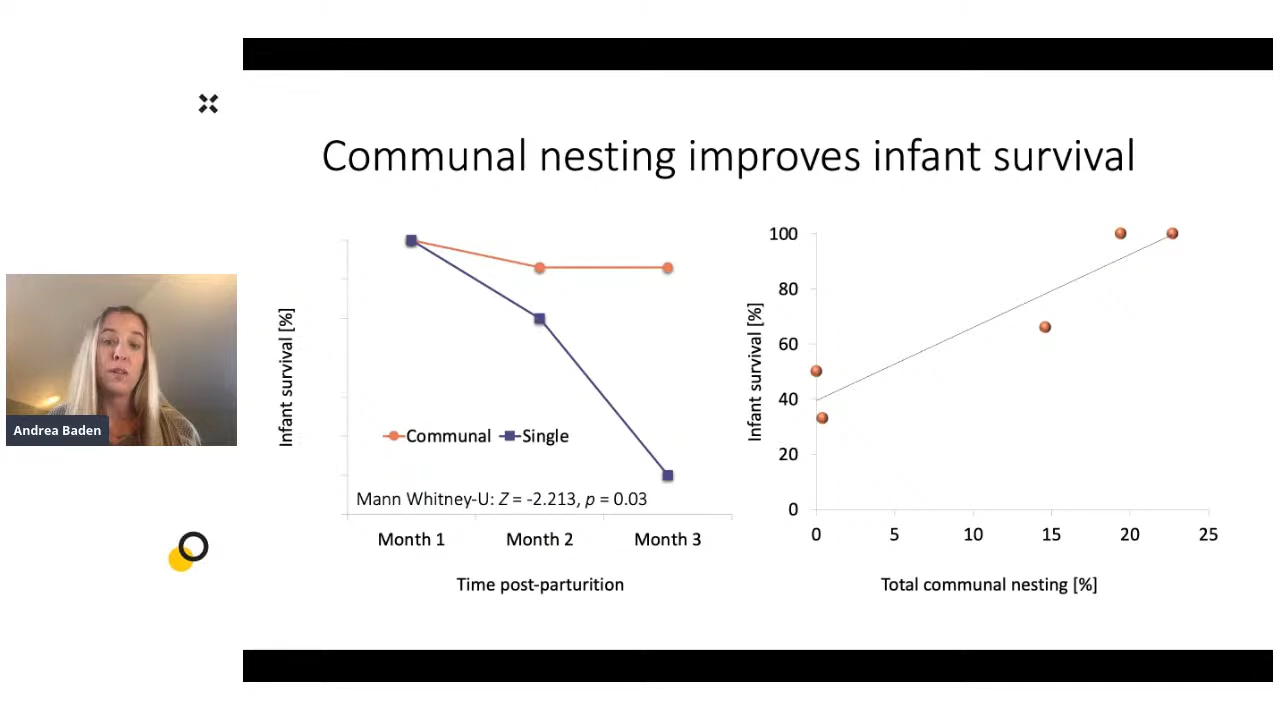 Communal nesting improves infant survival
Infant survival [%]
Communal
Single
Mann Whitney-U: Z = -2.213, p = 0.03
Month 1
Month 2
Month 3
Time post-parturition
Infant survival [%]
100
80
60
40
20
0
0
5
10
15
20
25
Total communal nesting [%]
Andrea Baden